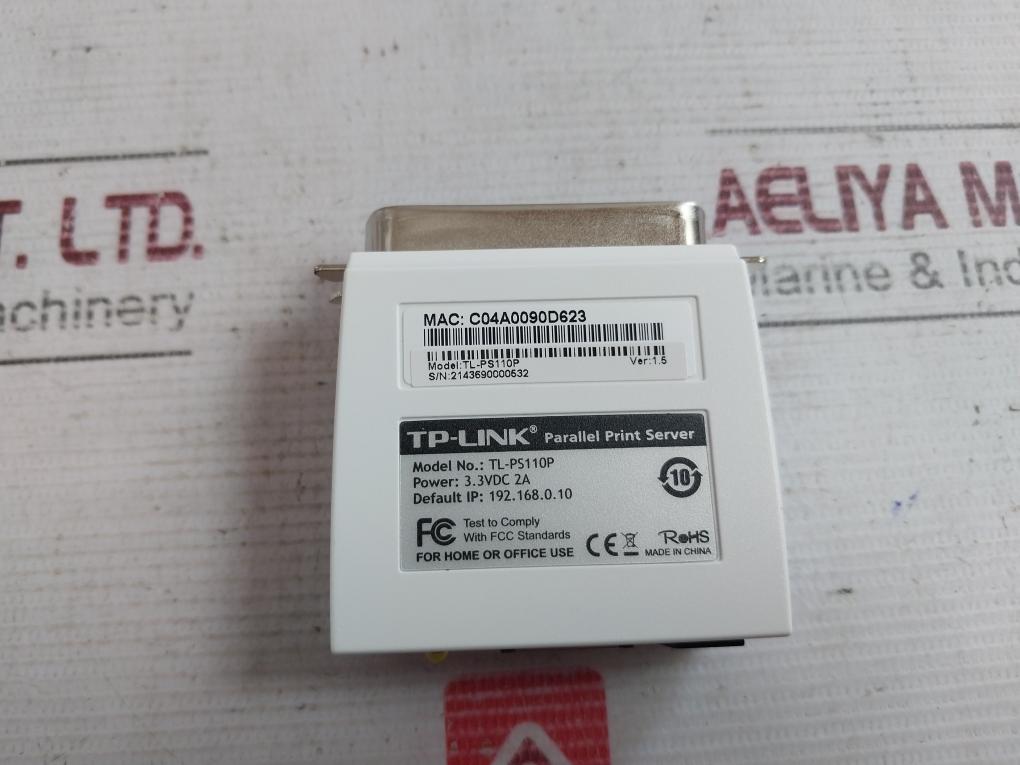 T. LTD.
achinery
AELIYA M
Marine & Ind
MAC: C04A0090D623
Model:TL-PS110P
Ver:1.5
S/N:2143690000532
TP-LINK® Parallel Print Server
Model No.: TL-PS110P
Power: 3.3VDC 2A
Default IP: 192.168.0.10
10
FC Test to Comply
With FCC Standards
FOR HOME OR OFFICE USE
CE
RoHS
MADE IN CHINA